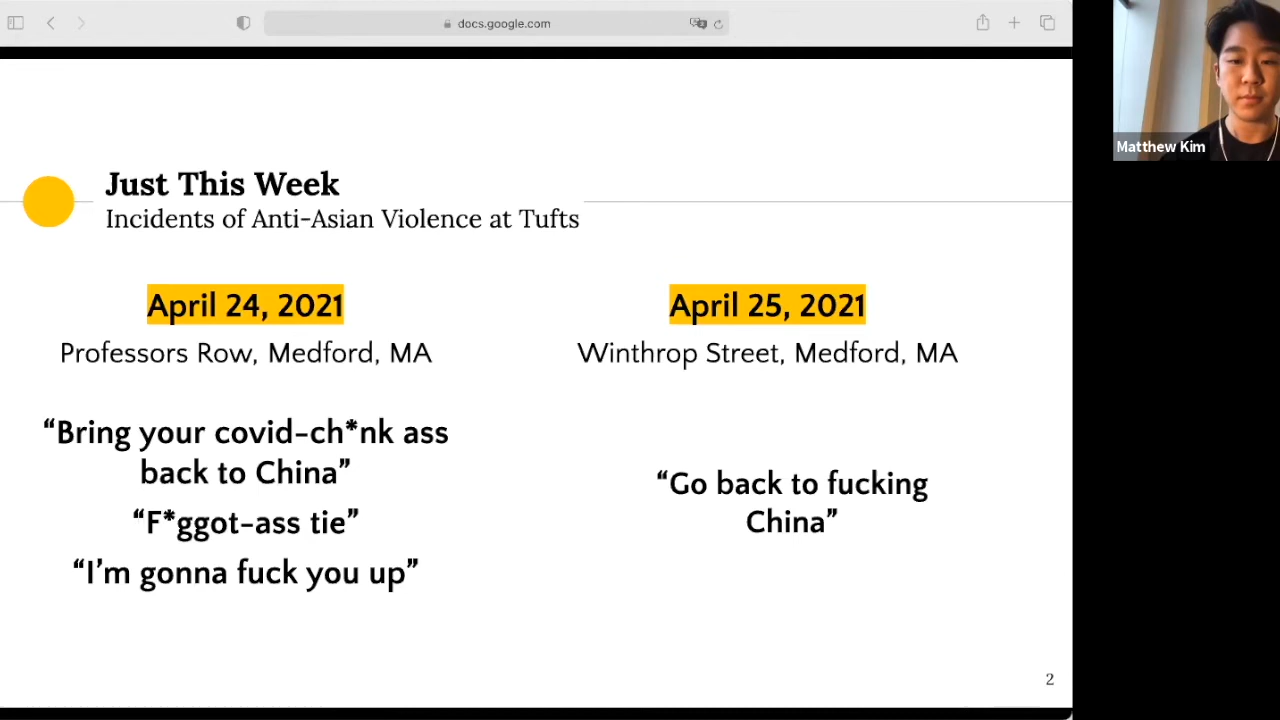 docs.google.com
Matthew Kim
Just This Week
Incidents of Anti-Asian Violence at Tufts
April 24, 2021
Professors Row, Medford, MA
“Bring your covid-ch*nk ass
back to China”
“F*ggot-ass tie”
“I’m gonna fuck you up”
April 25, 2021
Winthrop Street, Medford, MA
“Go back to fucking
China”
2